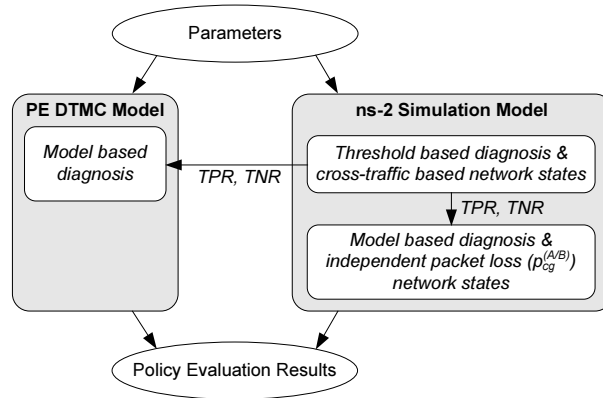 Parameters
PE DTMC Model
ns-2 Simulation Model
Model based
diagnosis
Threshold based diagnosis &
cross-traffic based network states
TPR, TNR
TPR, TNR
Model based diagnosis &
independent packet loss (p_cg^(A/B))
network states
Policy Evaluation Results